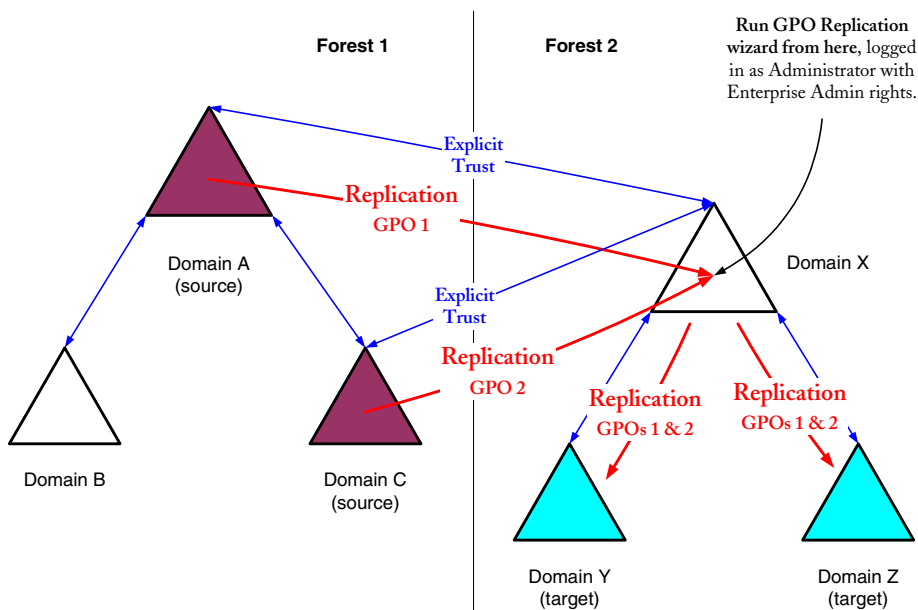 Forest 1
Forest 2
Run GPO Replication
wizard from here, logged
in as Administrator with
Enterprise Admin rights.
Explicit
Trust
Replication
GPO 1
Domain A
(source)
Domain X
Explicit
Trust
Replication
GPO 2
Replication
GPOs 1 & 2
Replication
GPOs 1 & 2
Domain B
Domain C
(source)
Domain Y
(target)
Domain Z
(target)